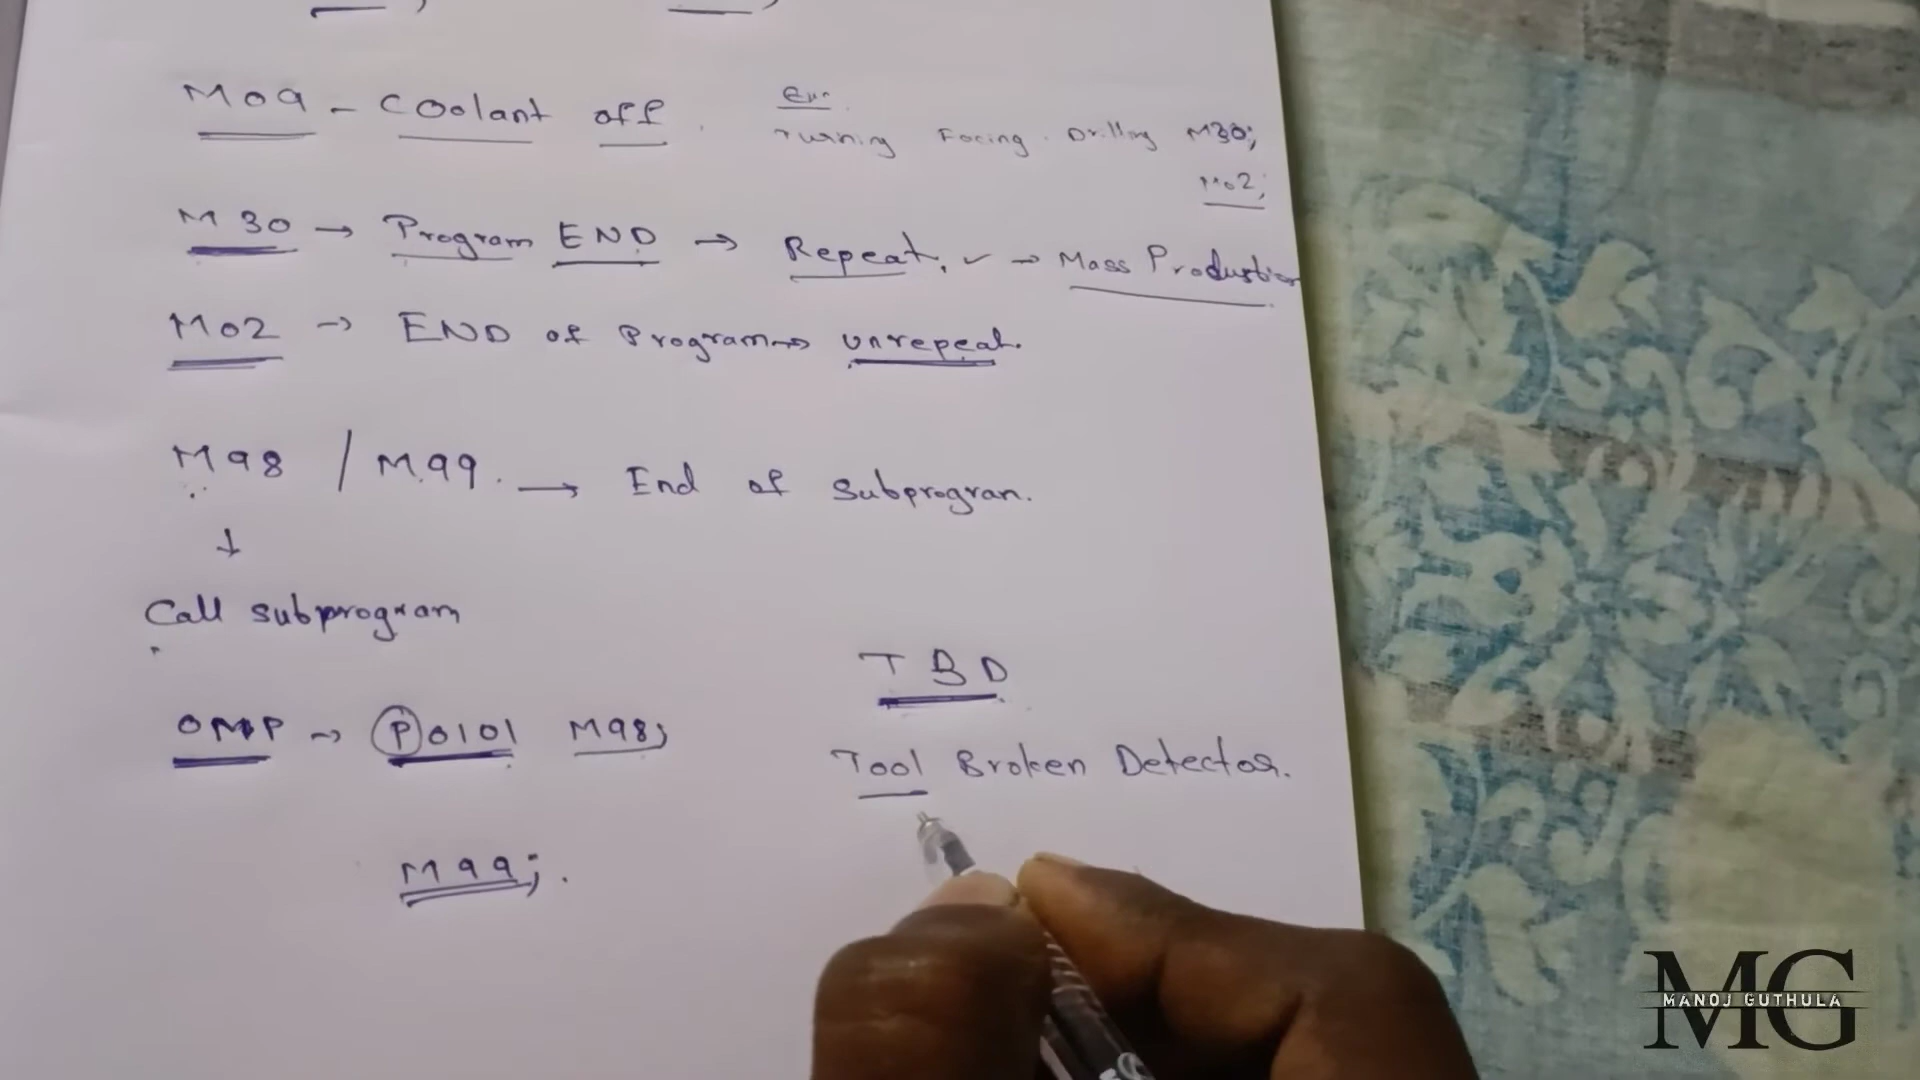 M09 - Coolant off.
Turning Facing Drilling M30;
M02;
M30 → Program END → Repeat. ✓ → Mass Production
M02 → END of Program → unrepeat.
M98 / M99. → End of Subprogran.
↓
Call subprogram
TBD
OMP → P0101 M98;
Tool Broken Detector.
M99;.
MG
MANOJ GUTHULA